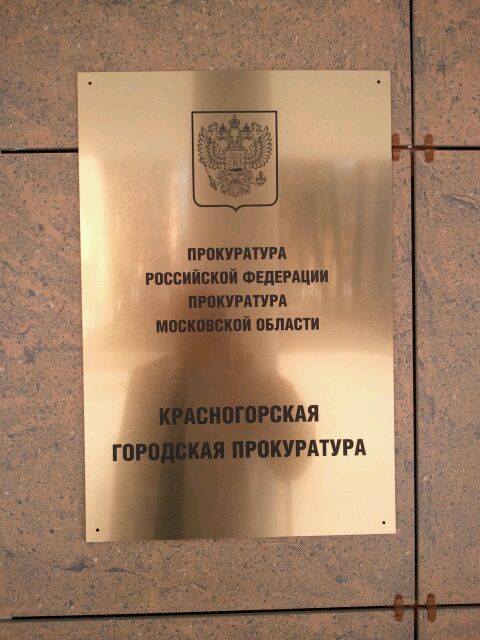 ПРОКУРАТУРА
РОССИЙСКОЙ ФЕДЕРАЦИИ
ПРОКУРАТУРА
МОСКОВСКОЙ ОБЛАСТИ
КРАСНОГОРСКАЯ
ГОРОДСКАЯ ПРОКУРАТУРА